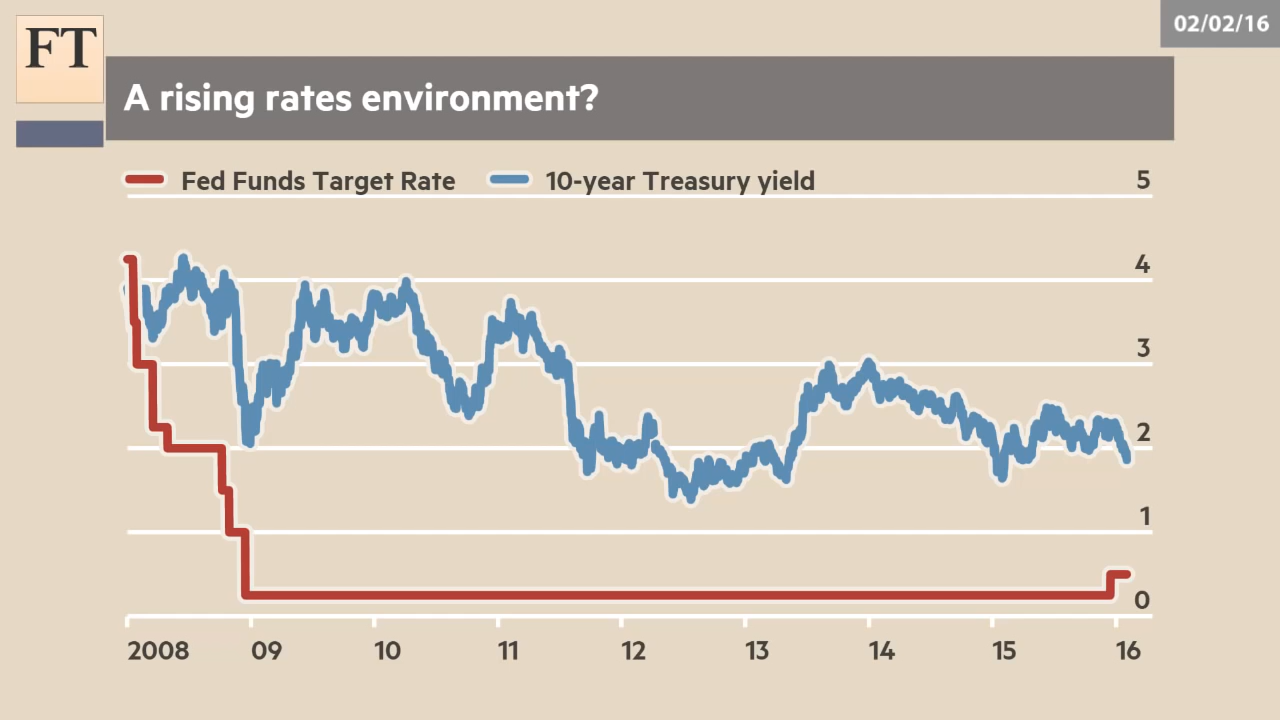 FT
02/02/16
A rising rates environment?
Fed Funds Target Rate 10-year Treasury yield
5
4
3
2
1
0
2008 09 10 11 12 13 14 15 16